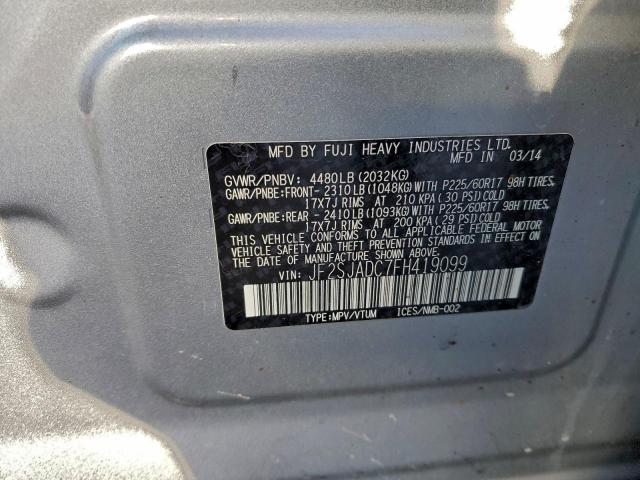 MFD BY FUJI HEAVY INDUSTRIES LTD.
MFD IN 03/14
GVWR/PNBV: 4480LB(2032KG)
GAWR/PNBE:FRONT- 2310LB(1048KG)WITH P225/60R17 98H TIRES,
17X7J RIMS AT 210 KPA(30 PSI)COLD
GAWR/PNBE:REAR - 2410LB(1093KG)WITH P225/60R17 98H TIRES,
17X7J RIMS AT 200 KPA(29 PSI)COLD
THIS VEHICLE CONFORMS TO ALL APPLICABLE FEDERAL MOTOR
VEHICLE SAFETY AND THEFT PREVENTION STANDARDS IN EFFECT
ON THE DATE OF MANUFACTURE SHOWN ABOVE.
VIN: JF2SJADC7FH419099
TYPE:MPV/VTUM ICES/NMB-002